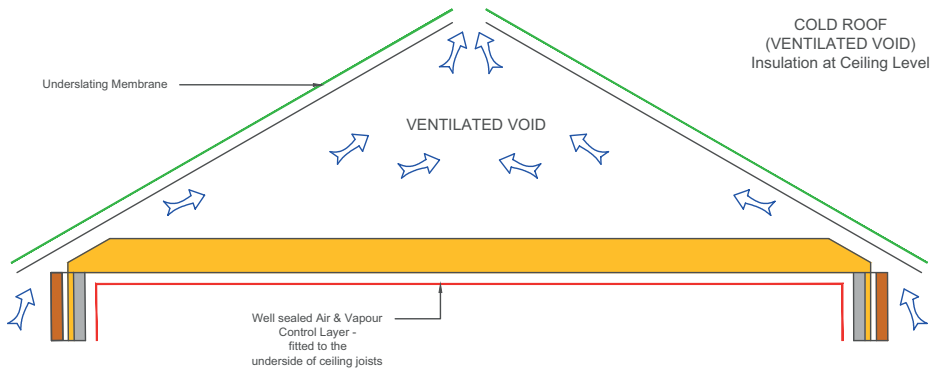 COLD ROOF
(VENTILATED VOID)
Insulation at Ceiling Level
Underslating Membrane
VENTILATED VOID
Well sealed Air & Vapour
Control Layer -
fitted to the
underside of ceiling joists